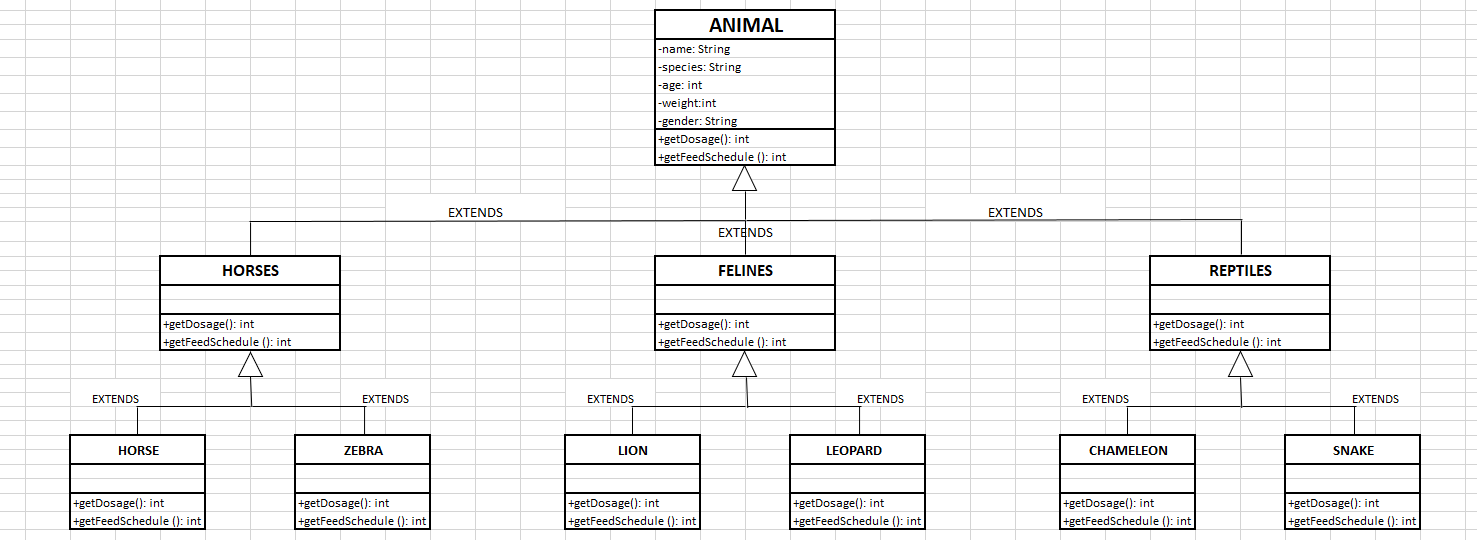 ANIMAL
-name: String
-species: String
-age: int
-weight:int
-gender: String
+getDosage(): int
+getFeedSchedule (): int
EXTENDS
EXTENDS
EXTENDS
HORSES
+getDosage(): int
+getFeedSchedule (): int
FELINES
+getDosage(): int
+getFeedSchedule (): int
REPTILES
+getDosage(): int
+getFeedSchedule (): int
EXTENDS
EXTENDS
EXTENDS
EXTENDS
EXTENDS
EXTENDS
HORSE
+getDosage(): int
+getFeedSchedule (): int
ZEBRA
+getDosage(): int
+getFeedSchedule (): int
LION
+getDosage(): int
+getFeedSchedule (): int
LEOPARD
+getDosage(): int
+getFeedSchedule (): int
CHAMELEON
+getDosage(): int
+getFeedSchedule (): int
SNAKE
+getDosage(): int
+getFeedSchedule (): int